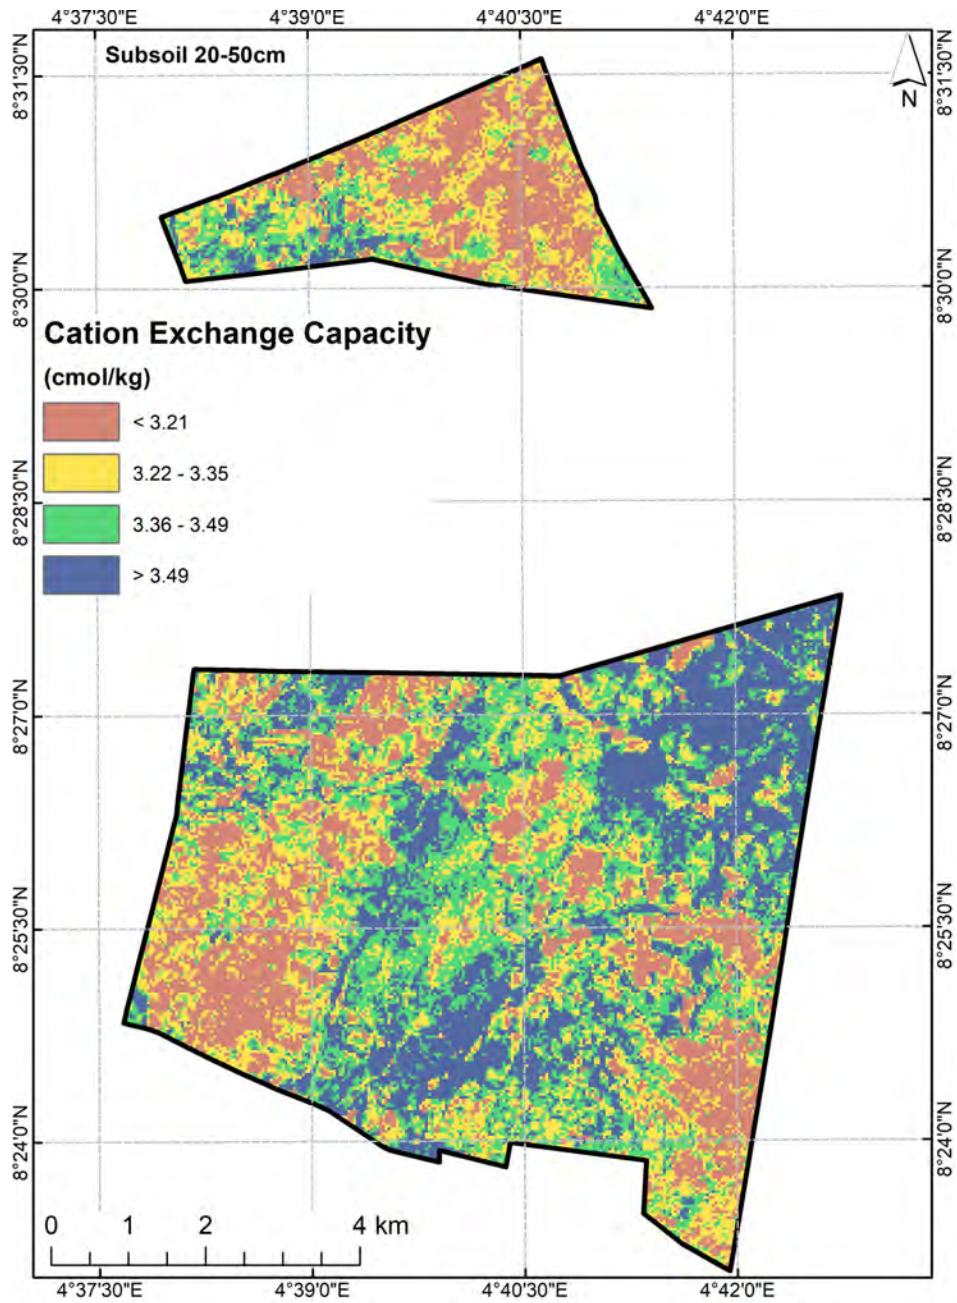 4°37'30"E 4°39'0"E 4°40'30"E 4°42'0"E
Subsoil 20-50cm
N
8°31'30"N 8°31'30"N
8°30'0"N 8°30'0"N
Cation Exchange Capacity
(cmol/kg)
< 3.21
3.22 - 3.35
3.36 - 3.49
> 3.49
8°28'30"N 8°28'30"N
8°27'0"N 8°27'0"N
8°25'30"N 8°25'30"N
8°24'0"N 8°24'0"N
0 1 2 4 km
4°37'30"E 4°39'0"E 4°40'30"E 4°42'0"E